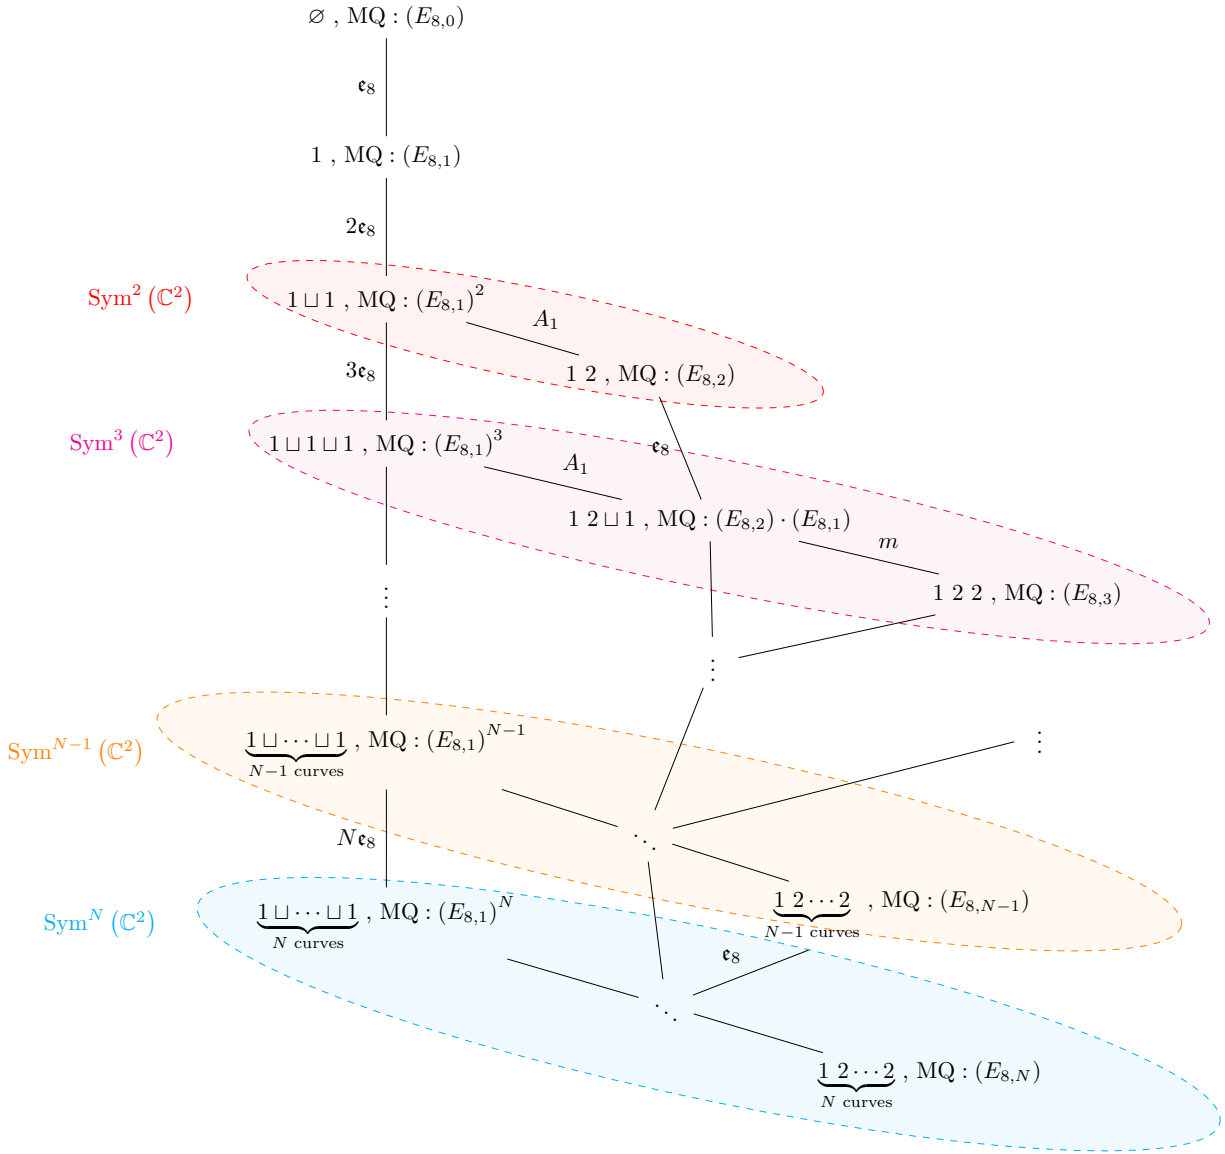 ∅ , MQ : (E_{8,0})
𝔢_8
1 , MQ : (E_{8,1})
2𝔢_8
Sym^2 (ℂ^2)
1 ⊔ 1 , MQ : (E_{8,1})^2
A_1
3𝔢_8
1 2 , MQ : (E_{8,2})
Sym^3 (ℂ^2)
1 ⊔ 1 ⊔ 1 , MQ : (E_{8,1})^3
𝔢_8
A_1
1 2 ⊔ 1 , MQ : (E_{8,2}) · (E_{8,1})
m
1 2 2 , MQ : (E_{8,3})
⋮
⋮
Sym^{N−1} (ℂ^2)
1 ⊔ ⋯ ⊔ 1 , MQ : (E_{8,1})^{N−1}
N−1 curves
⋮
N𝔢_8
⋱
Sym^N (ℂ^2)
1 ⊔ ⋯ ⊔ 1 , MQ : (E_{8,1})^N
N curves
1 2 ⋯ 2 , MQ : (E_{8,N−1})
N−1 curves
𝔢_8
⋱
1 2 ⋯ 2 , MQ : (E_{8,N})
N curves